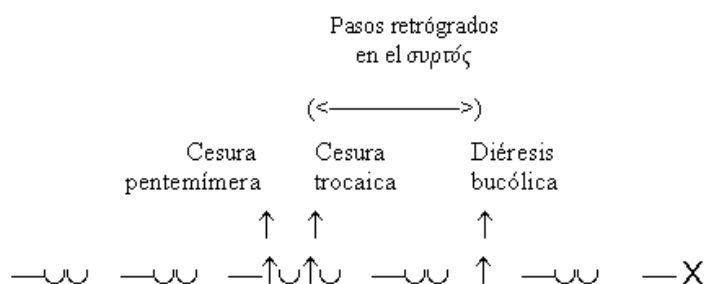 Pasos retrógrados
en el συρτός
(<————>)
Cesura Cesura Diéresis
pentemímera trocaica bucólica
↑ ↑ ↑
—∪∪ —∪∪ —↑∪↑∪ —∪∪ ↑ —∪∪ —X